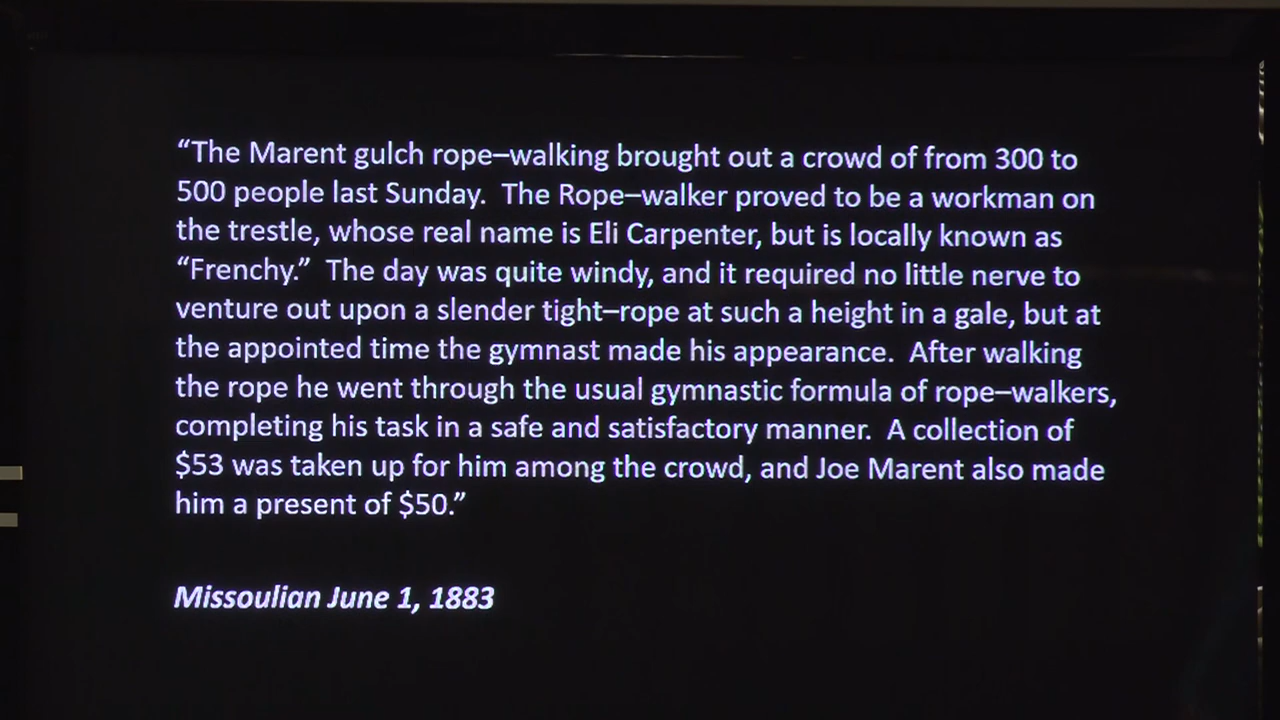 “The Marent gulch rope–walking brought out a crowd of from 300 to
500 people last Sunday.  The Rope–walker proved to be a workman on
the trestle, whose real name is Eli Carpenter, but is locally known as
“Frenchy.”  The day was quite windy, and it required no little nerve to
venture out upon a slender tight–rope at such a height in a gale, but at
the appointed time the gymnast made his appearance.  After walking
the rope he went through the usual gymnastic formula of rope–walkers,
completing his task in a safe and satisfactory manner.  A collection of
$53 was taken up for him among the crowd, and Joe Marent also made
him a present of $50.”
Missoulian June 1, 1883